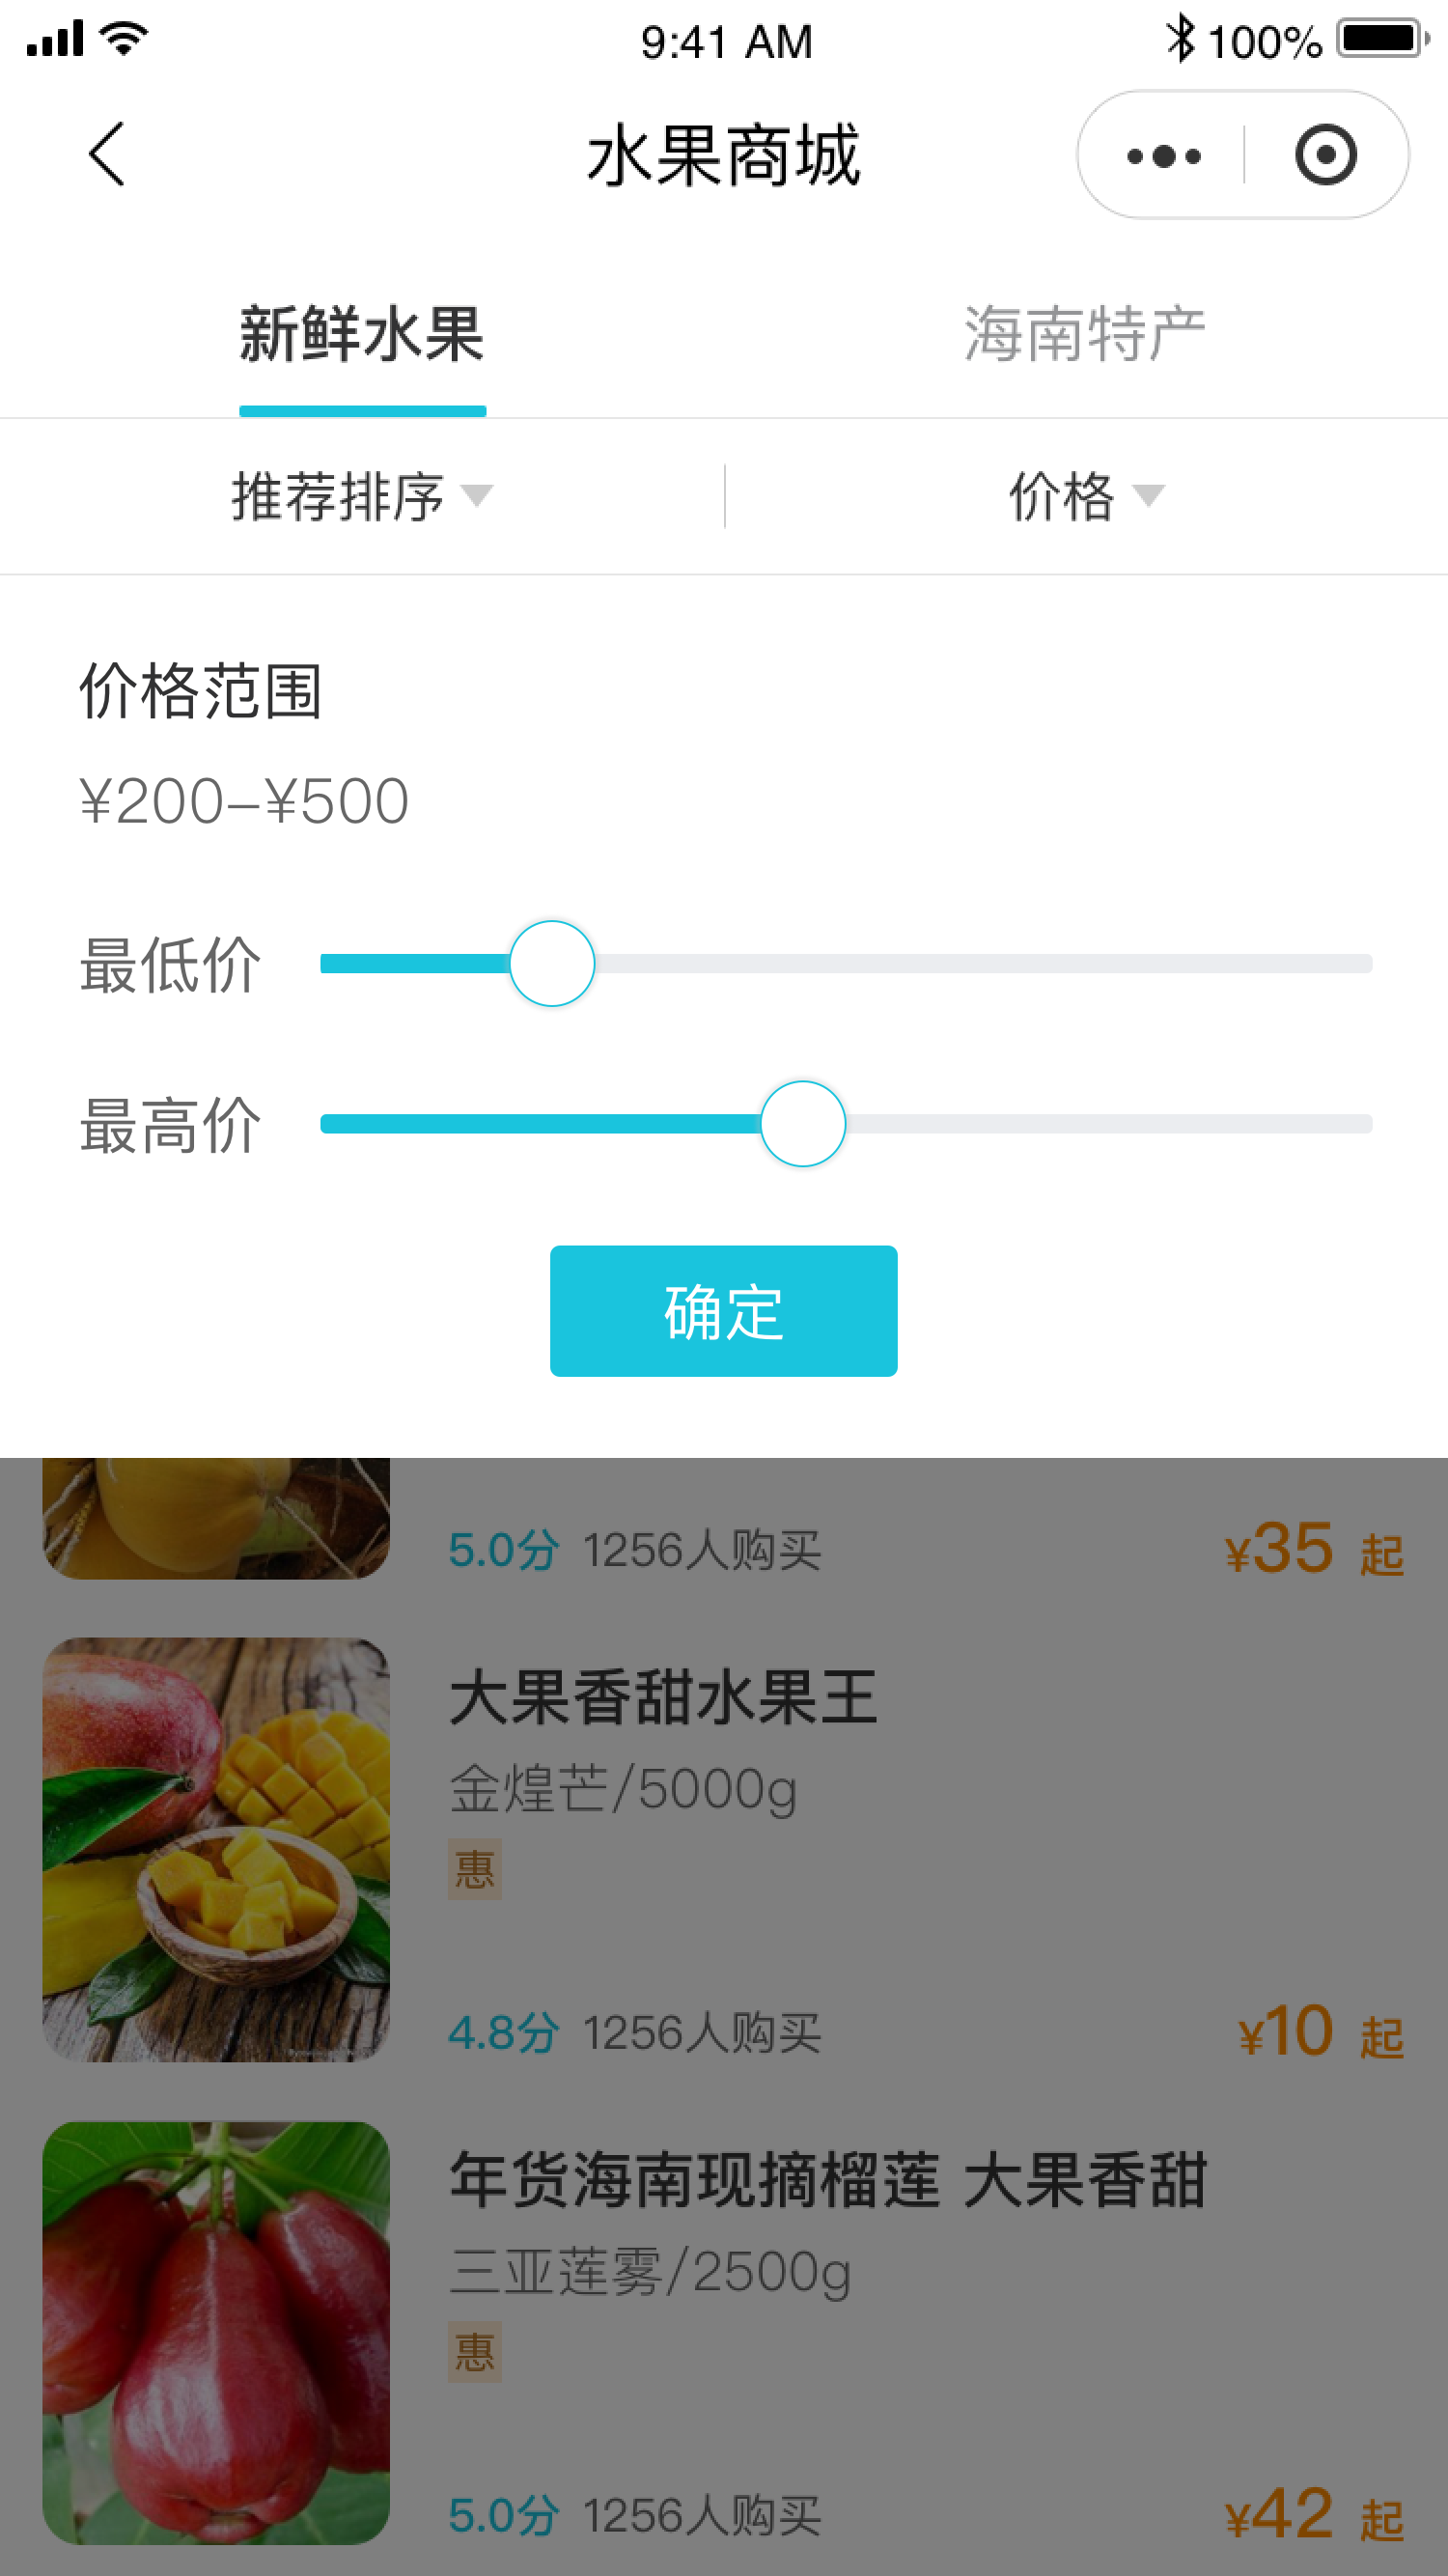 9:41 AM
100%
水果商城
新鲜水果
海南特产
推荐排序
价格
价格范围
¥200-¥500
最低价
最高价
确定
5.0分 1256人购买
¥35 起
大果香甜水果王
金煌芒/5000g
惠
4.8分 1256人购买
¥10 起
年货海南现摘榴莲 大果香甜
三亚莲雾/2500g
惠
5.0分 1256人购买
¥42 起